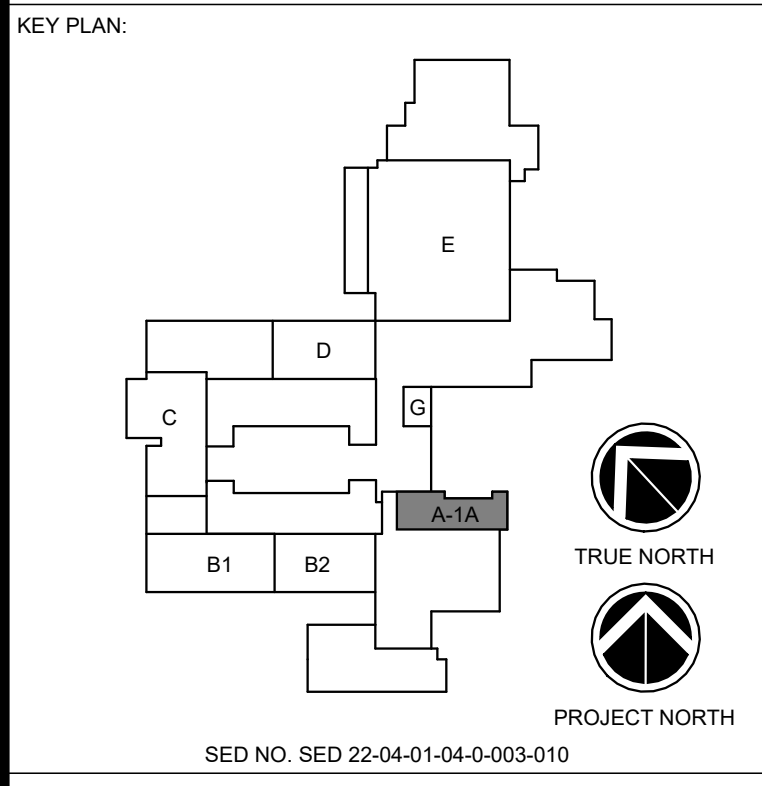 KEY PLAN:
E
D
C
G
A-1A
B1
B2
TRUE NORTH
PROJECT NORTH
SED NO. SED 22-04-01-04-0-003-010